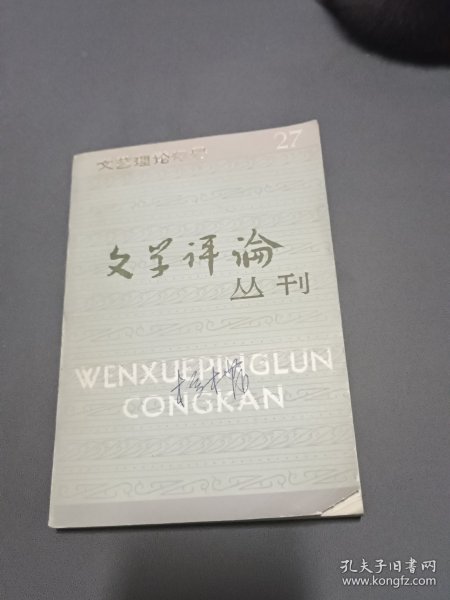 27
文艺理论专号
文学评论
丛刊
WENXUEPINGLUN
CONGKAN
孔夫子旧书网
www.kongfz.com